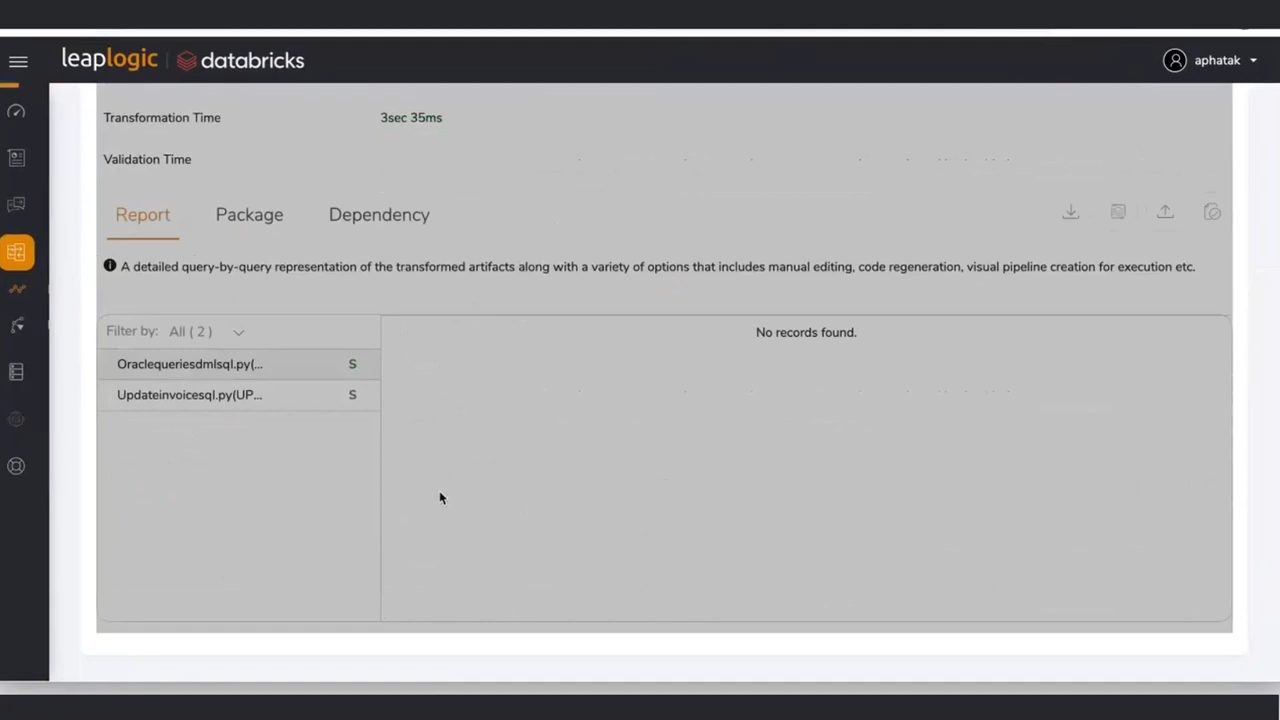 leaplogic databricks
aphatak
Transformation Time 3sec 35ms
Validation Time
Report Package Dependency
A detailed query-by-query representation of the transformed artifacts along with a variety of options that includes manual editing, code regeneration, visual pipeline creation for execution etc.
Filter by: All ( 2 )
No records found.
Oraclequeriesdmlsql.py(... S
Updateinvoicesql.py(UP... S